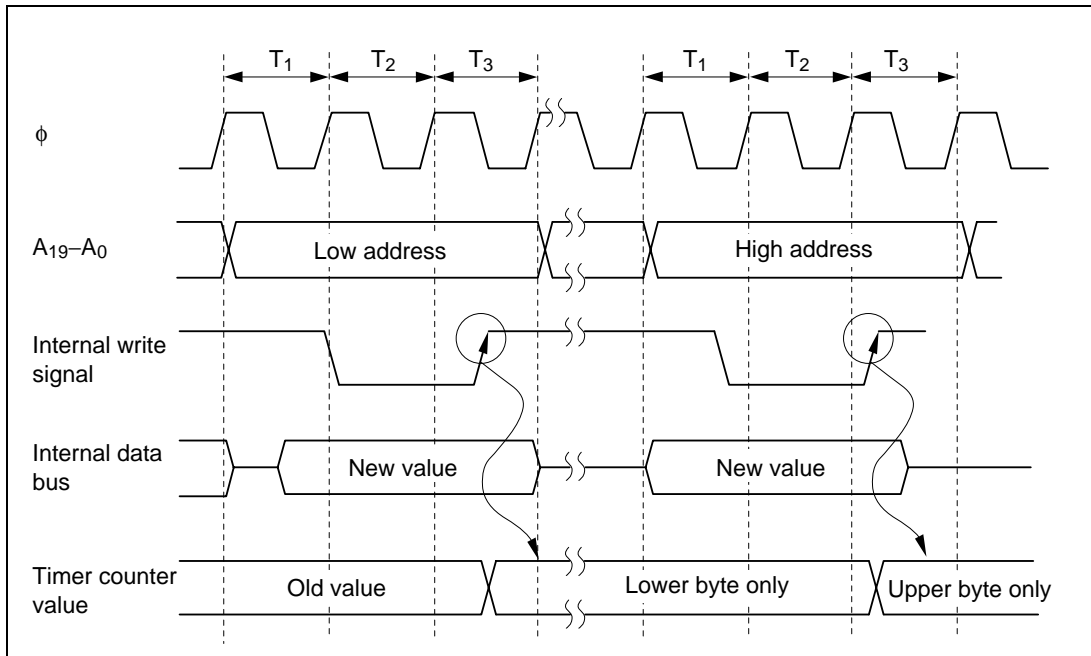 T1 T2 T3 T1 T2 T3
ϕ
A19–A0
Low address
High address
Internal write
signal
Internal data
bus
New value
New value
Timer counter
value
Old value
Lower byte only
Upper byte only